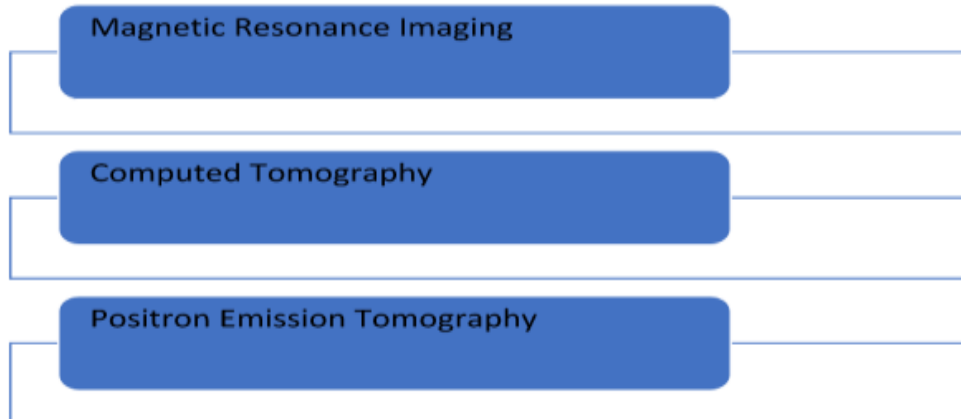 Magnetic Resonance Imaging
Computed Tomography
Positron Emission Tomography